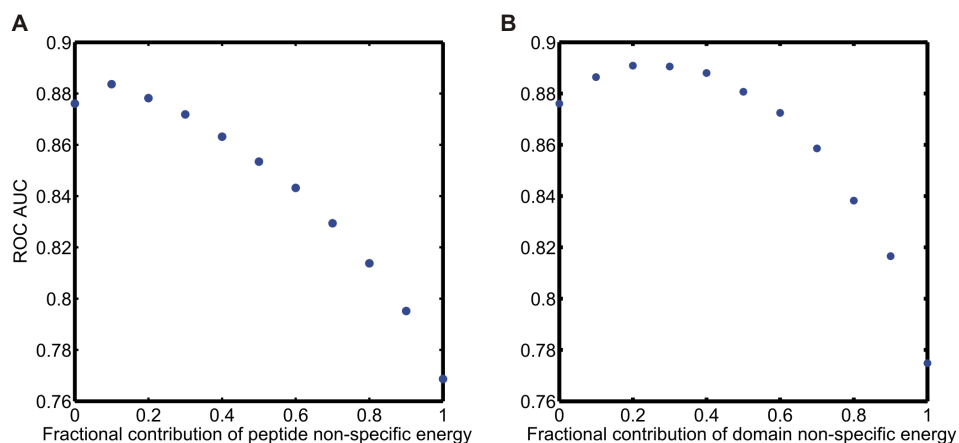 A
B
ROC AUC
0.9
0.88
0.86
0.84
0.82
0.8
0.78
0.76
0 0.2 0.4 0.6 0.8 1
Fractional contribution of peptide non-specific energy
0.9
0.88
0.86
0.84
0.82
0.8
0.78
0.76
0 0.2 0.4 0.6 0.8 1
Fractional contribution of domain non-specific energy